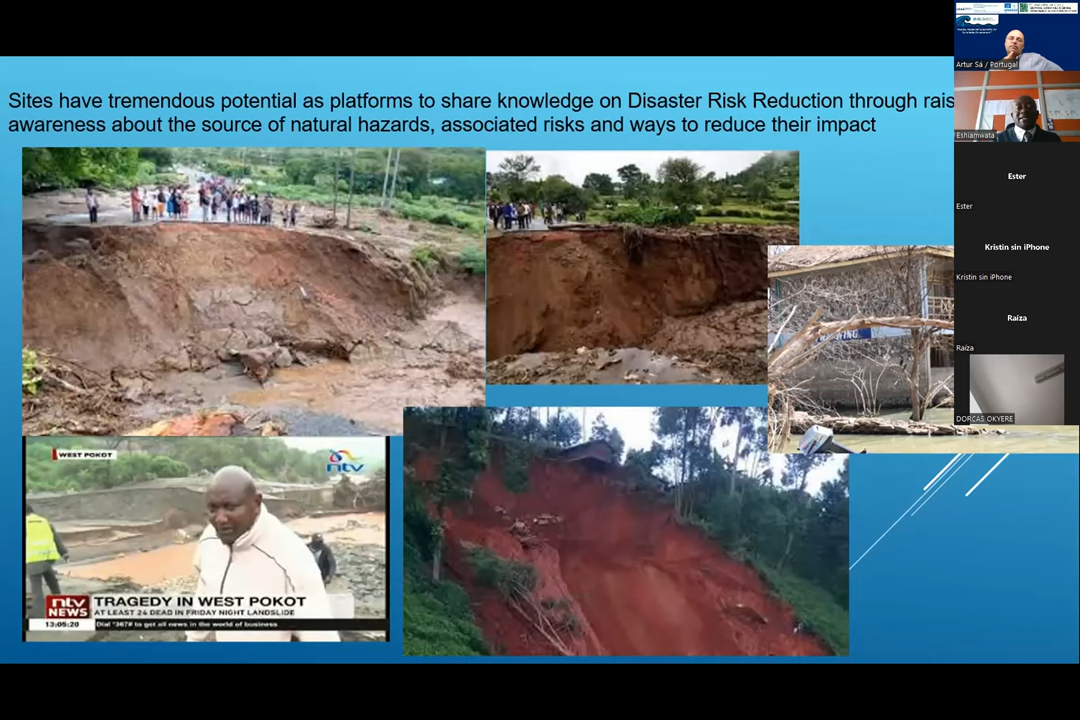 Sites have tremendous potential as platforms to share knowledge on Disaster Risk Reduction through rais
awareness about the source of natural hazards, associated risks and ways to reduce their impact
WEST POKOT
ntv
ntv
NEWS
TRAGEDY IN WEST POKOT
AT LEAST 24 DEAD IN FRIDAY NIGHT LANDSLIDE
13:05:20
Dial *367# to get all news in the world of business
Artur Sá / Portugal
Eshiamwata
Ester
Ester
Kristin sin iPhone
Kristin sin iPhone
Raíza
Raíza
DORCAS OKYERE